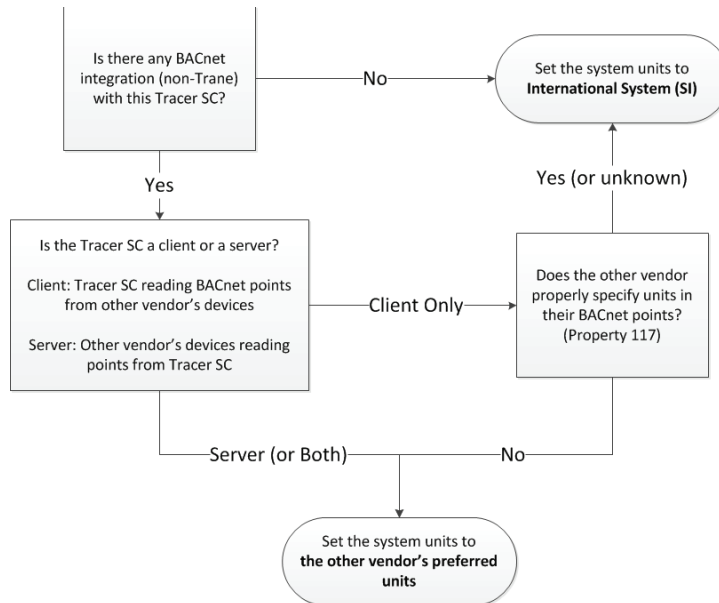 Is there any BACnet
integration (non-Trane)
with this Tracer SC?
No
Set the system units to
International System (SI)
Yes
Yes (or unknown)
Is the Tracer SC a client or a server?
Client: Tracer SC reading BACnet points
from other vendor's devices
Server: Other vendor's devices reading
points from Tracer SC
Client Only
Does the other vendor
properly specify units in
their BACnet points?
(Property 117)
Server (or Both)
No
Set the system units to
the other vendor's preferred
units